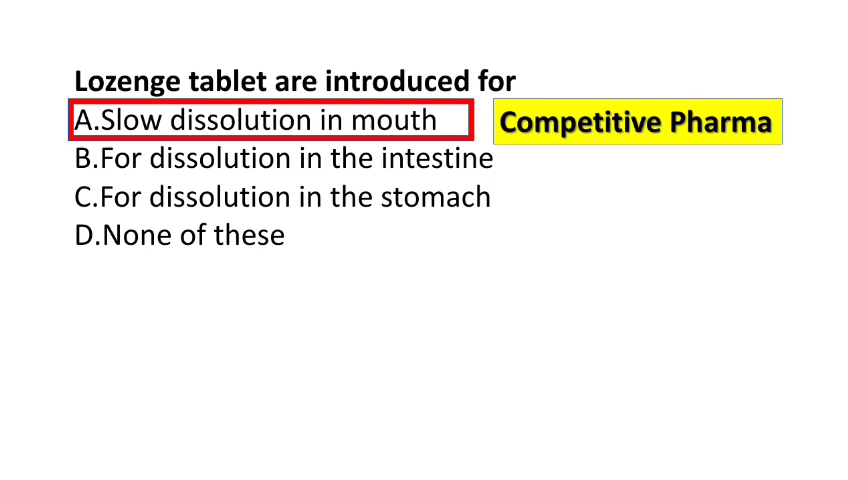 Lozenge tablet are introduced for
A.Slow dissolution in mouth
Competitive Pharma
B.For dissolution in the intestine
C.For dissolution in the stomach
D.None of these